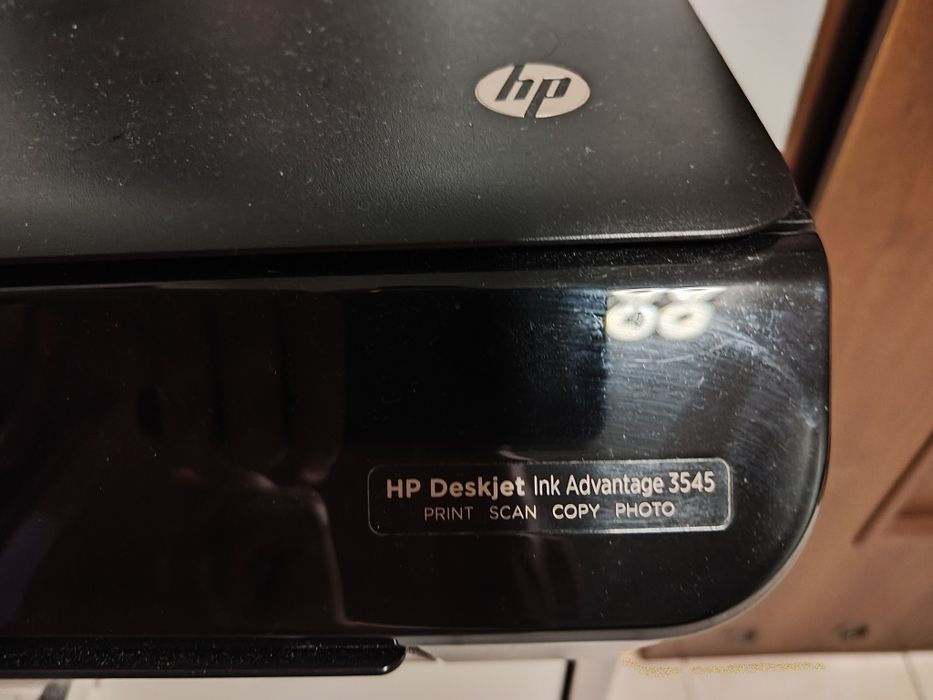 hp
HP Deskjet Ink Advantage 3545
PRINT SCAN COPY PHOTO